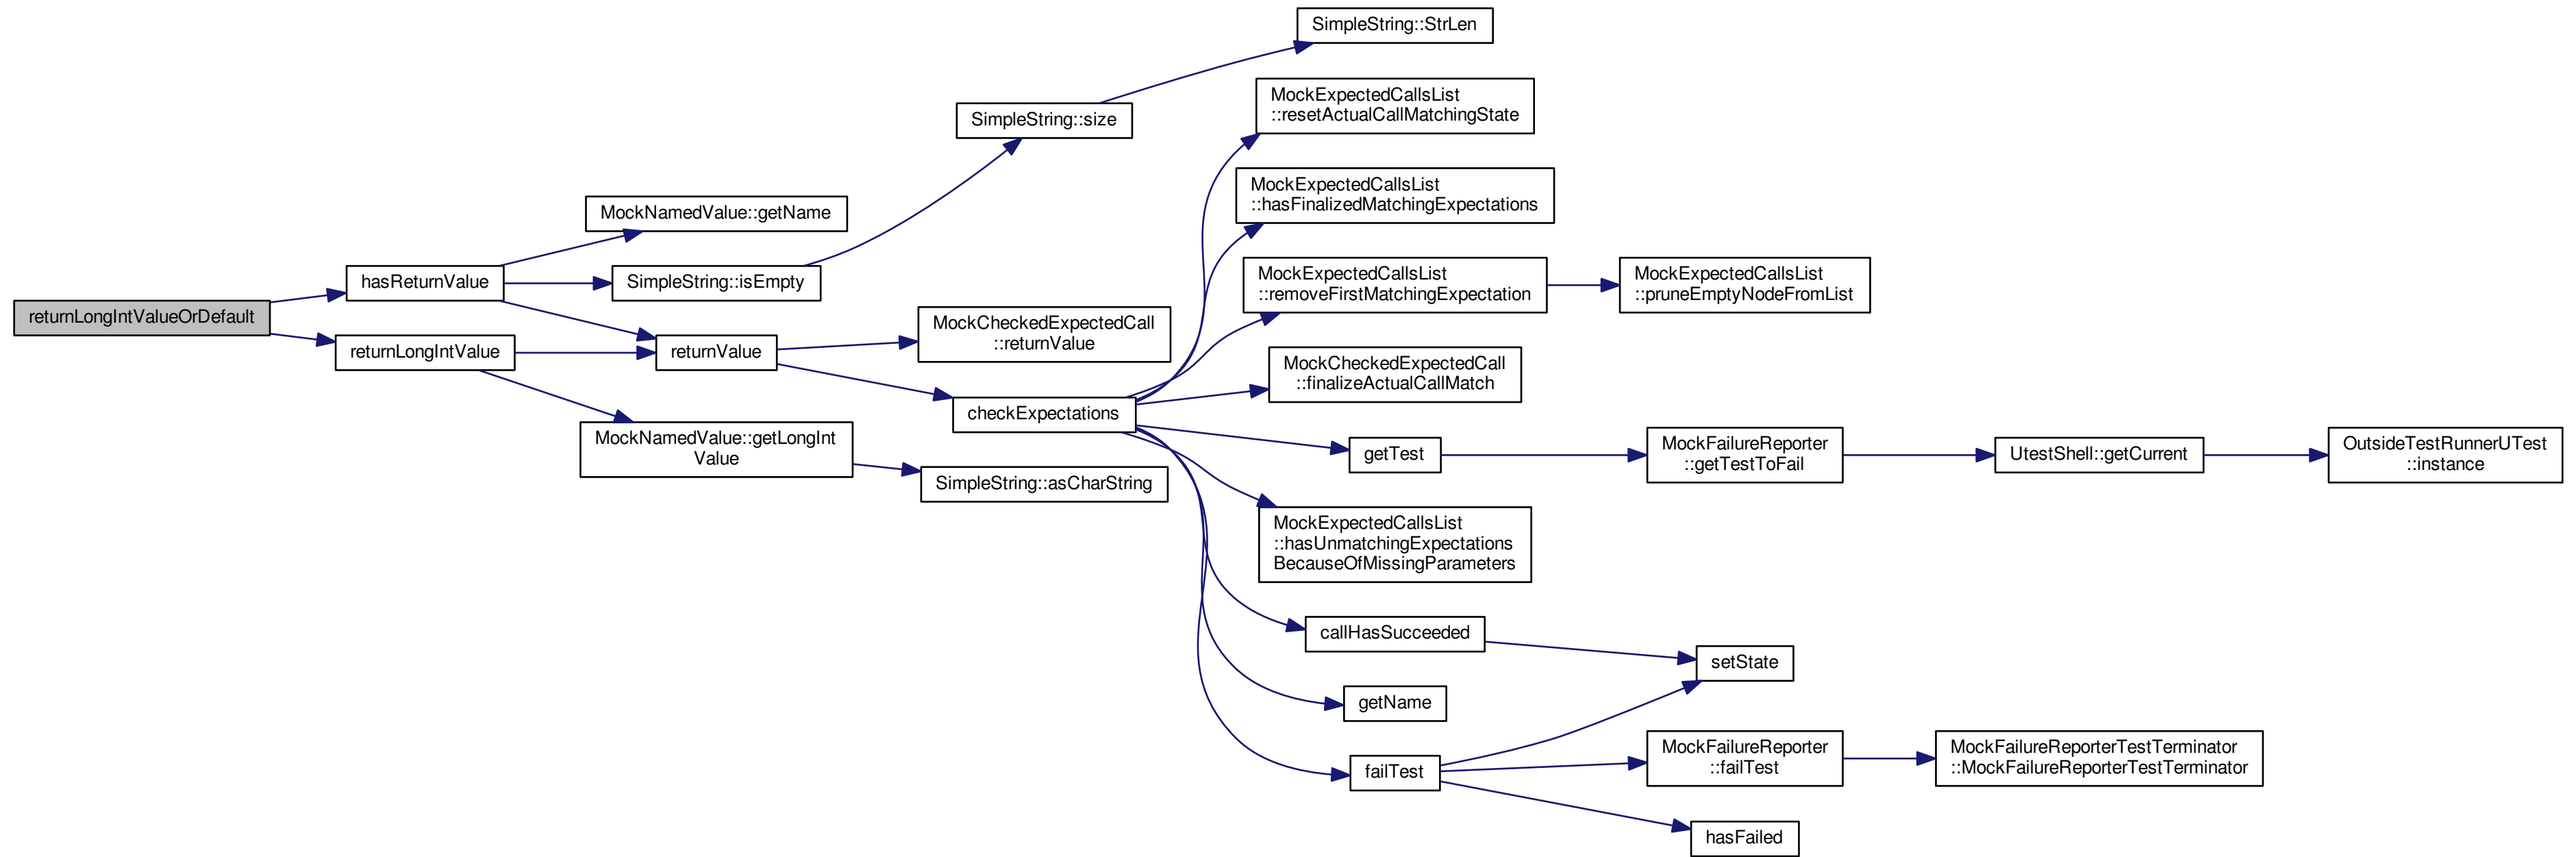 returnLongIntValueOrDefault
hasReturnValue
returnLongIntValue
MockNamedValue::getName
SimpleString::isEmpty
returnValue
MockNamedValue::getLongInt
Value
SimpleString::size
MockCheckedExpectedCall
::returnValue
checkExpectations
SimpleString::asCharString
SimpleString::StrLen
MockExpectedCallsList
::resetActualCallMatchingState
MockExpectedCallsList
::hasFinalizedMatchingExpectations
MockExpectedCallsList
::removeFirstMatchingExpectation
MockCheckedExpectedCall
::finalizeActualCallMatch
getTest
MockExpectedCallsList
::hasUnmatchingExpectations
BecauseOfMissingParameters
callHasSucceeded
getName
failTest
MockExpectedCallsList
::pruneEmptyNodeFromList
MockFailureReporter
::getTestToFail
setState
MockFailureReporter
::failTest
hasFailed
UtestShell::getCurrent
MockFailureReporterTestTerminator
::MockFailureReporterTestTerminator
OutsideTestRunnerUTest
::instance